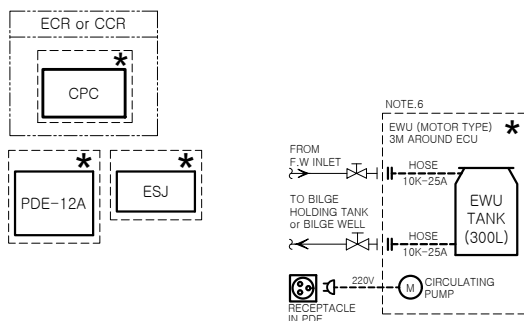 ECR or CCR
*
CPC
*
PDE-12A
*
ESJ
NOTE.6
EWU (MOTOR TYPE) *
3M AROUND ECU
FROM
F.W INLET
HOSE
10K-25A
TO BILGE
HOLDING TANK
or BILGE WELL
HOSE
10K-25A
EWU
TANK
(300L)
220V
M
CIRCULATING
PUMP
RECEPTACLE
IN PDE